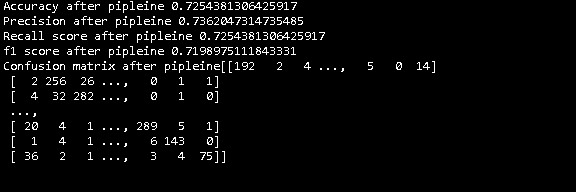 Accuracy after pipleine 0.7254381306425917
Precision after pipleine 0.7362047314735485
Recall score after pipleine 0.7254381306425917
f1 score after pipleine 0.7198975111843331
Confusion matrix after pipleine[[192   2   4 ...,   5   0  14]
 [  2 256  26 ...,   0   1   1]
 [  4  32 282 ...,   0   1   0]
 ...,
 [ 20   4   1 ..., 289   5   1]
 [  1   4   1 ...,   6 143   0]
 [ 36   2   1 ...,   3   4  75]]